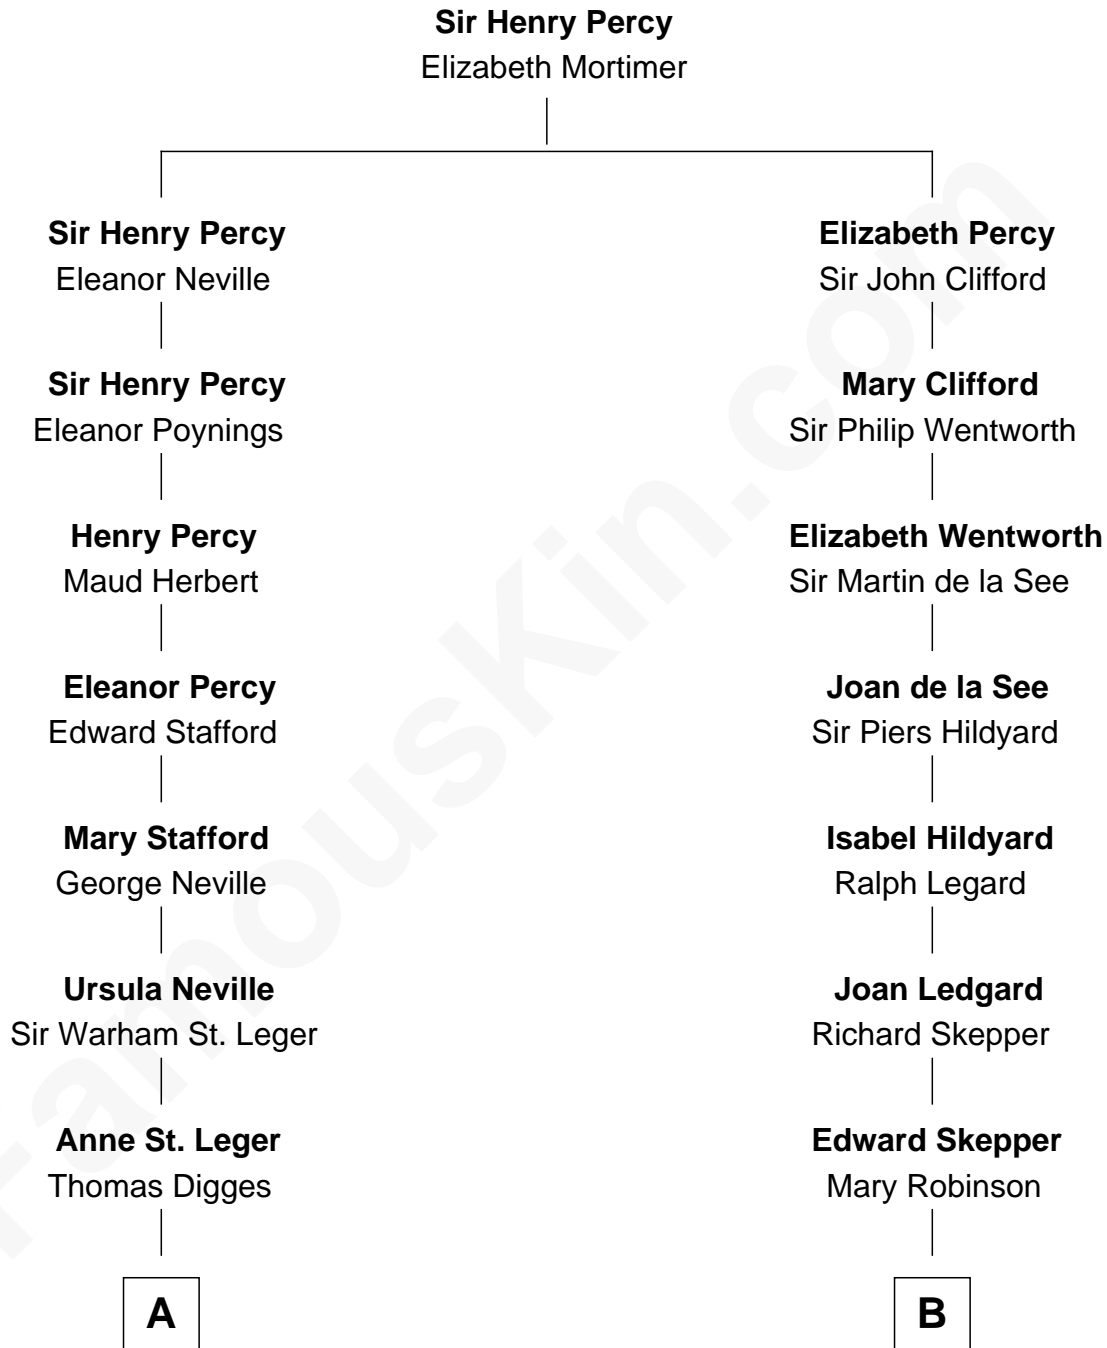 Sir Henry Percy
Elizabeth Mortimer
Sir Henry Percy
Eleanor Neville
Sir Henry Percy
Eleanor Poynings
Henry Percy
Maud Herbert
Eleanor Percy
Edward Stafford
Mary Stafford
George Neville
Ursula Neville
Sir Warham St. Leger
Anne St. Leger
Thomas Digges
A
Elizabeth Percy
Sir John Clifford
Mary Clifford
Sir Philip Wentworth
Elizabeth Wentworth
Sir Martin de la See
Joan de la See
Sir Piers Hildyard
Isabel Hildyard
Ralph Legard
Joan Ledgard
Richard Skepper
Edward Skepper
Mary Robinson
B
FamousKin.com